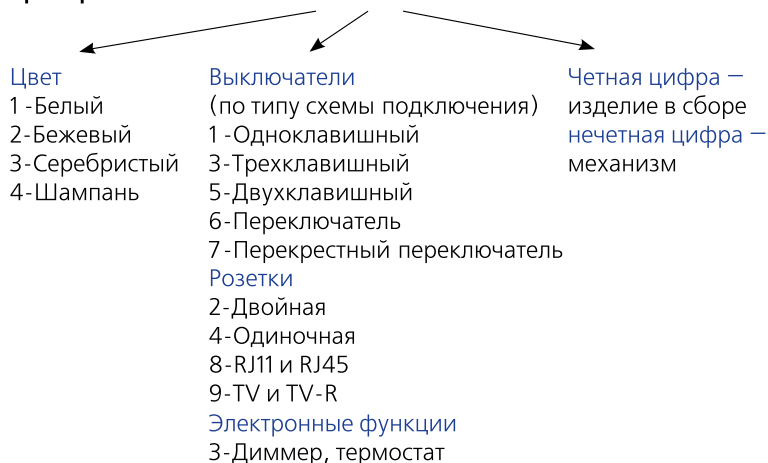 Цвет
1 -Белый
2-Бежевый
3-Серебристый
4-Шампань
Выключатели
(по типу схемы подключения)
1 -Одноклавишный
3-Трехклавишный
5-Двухклавишный
6-Переключатель
7-Перекрестный переключатель
Розетки
2-Двойная
4-Одиночная
8-RJ11 и RJ45
9-TV и TV-R
Электронные функции
3-Диммер, термостат
Четная цифра –
изделие в сборе
нечетная цифра –
механизм